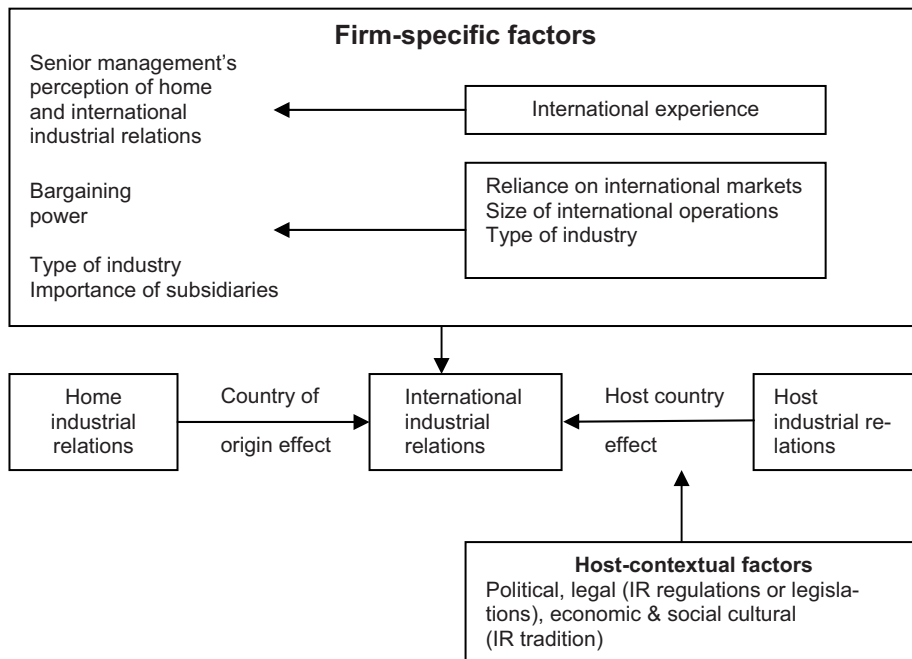 Firm-specific factors
Senior management's
perception of home
and international
industrial relations
International experience
Bargaining
power
Reliance on international markets
Size of international operations
Type of industry
Type of industry
Importance of subsidiaries
Home
industrial
relations
Country of
origin effect
International
industrial
relations
Host country
effect
Host
industrial re-
lations
Host-contextual factors
Political, legal (IR regulations or legisla-
tions), economic & social cultural
(IR tradition)